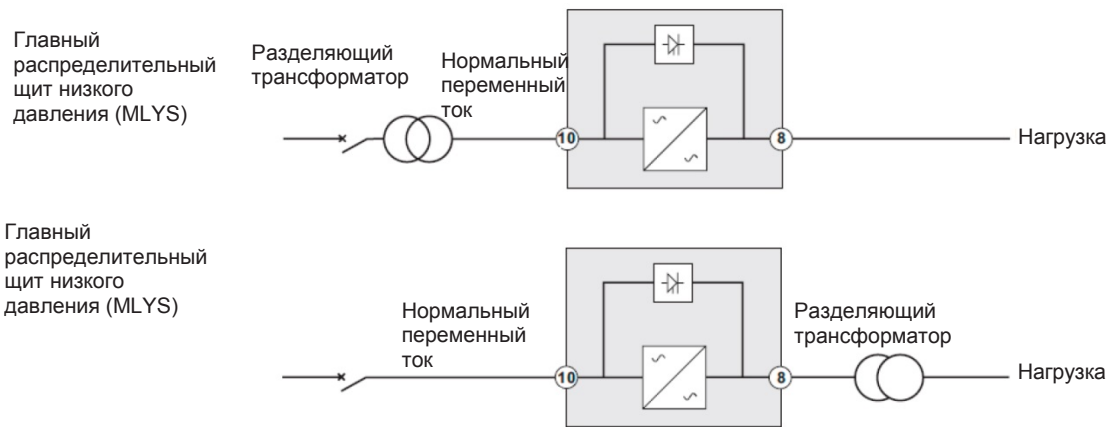 Главный
распределительный
щит низкого
давления (MLYS)
Разделяющий
трансформатор
Нормальный
переменный
ток
10
8
Нагрузка
Главный
распределительный
щит низкого
давления (MLYS)
Нормальный
переменный
ток
10
8
Разделяющий
трансформатор
Нагрузка